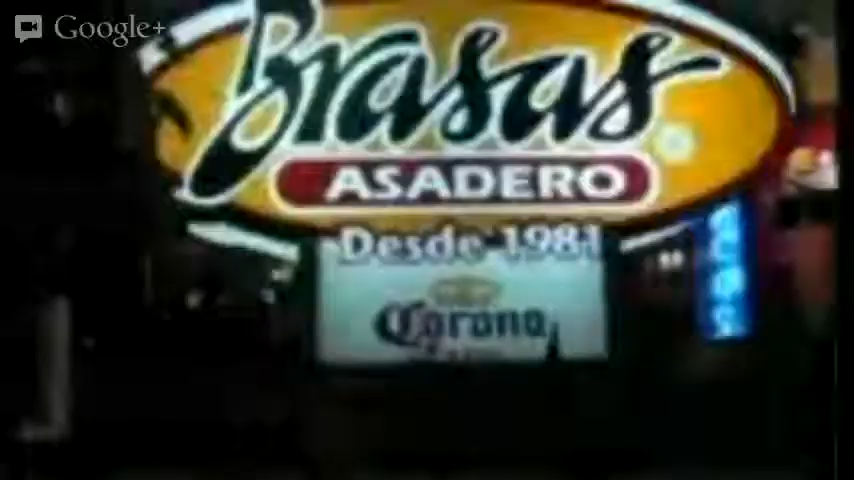 Google+
Brasas
ASADERO
Desde 1981
Corona